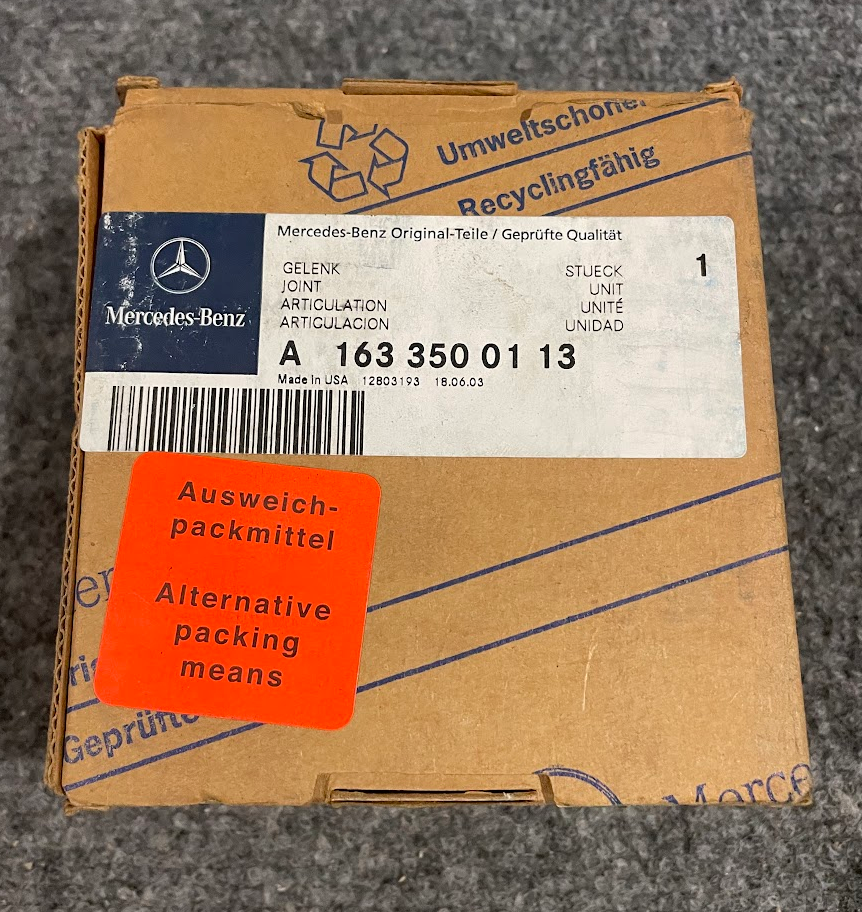 Recyclingfähig
Mercedes-Benz Original-Teile / Geprüfte Qualität
GELENK STUECK 1
JOINT UNIT
ARTICULATION UNITÉ
ARTICULACION UNIDAD
Mercedes-Benz
A 163 350 01 13
Made In USA 12803193 18.06.03
Ausweich-
packmittel
Alternative
packing
means